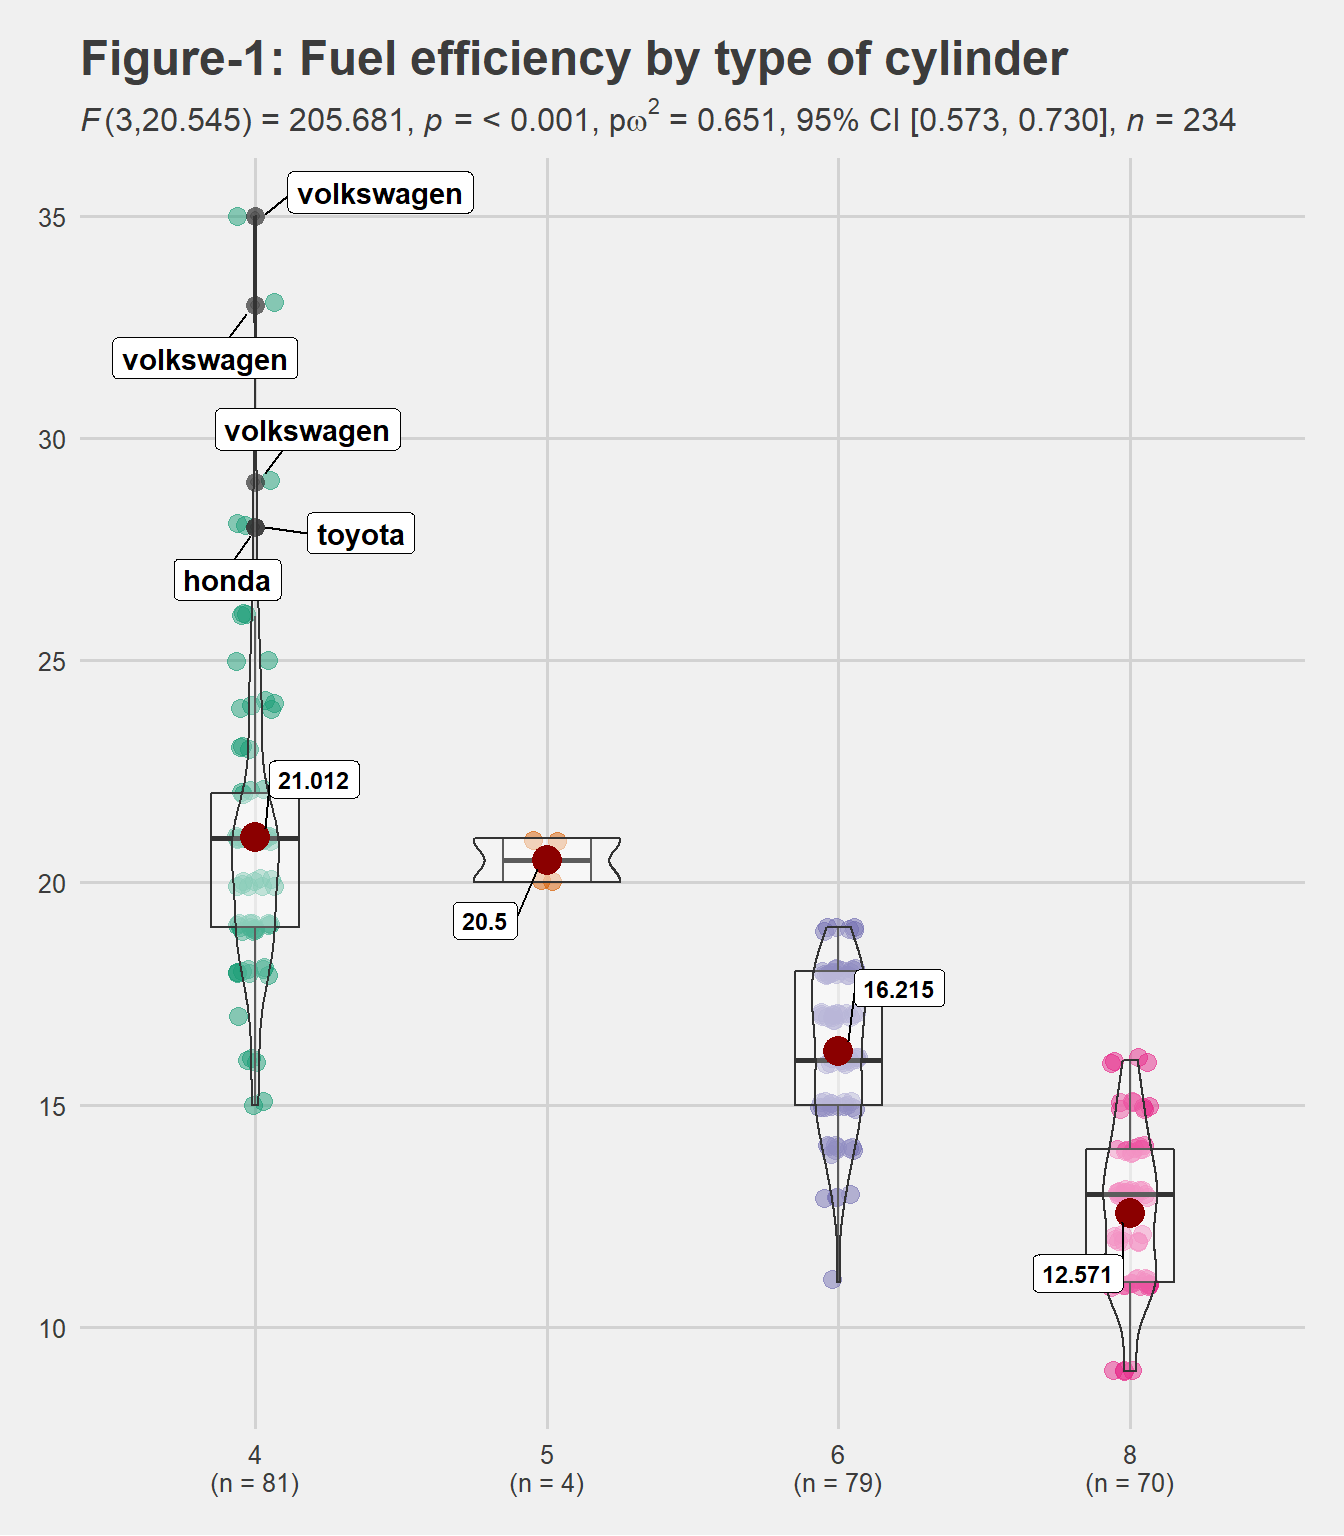 Figure-1: Fuel efficiency by type of cylinder
F(3,20.545) = 205.681, p = < 0.001, pω² = 0.651, 95% CI [0.573, 0.730], n = 234
volkswagen
35
volkswagen
volkswagen
30
toyota
honda
25
21.012
20
20.5
16.215
15
12.571
10
4 5 6 8
(n = 81) (n = 4) (n = 79) (n = 70)